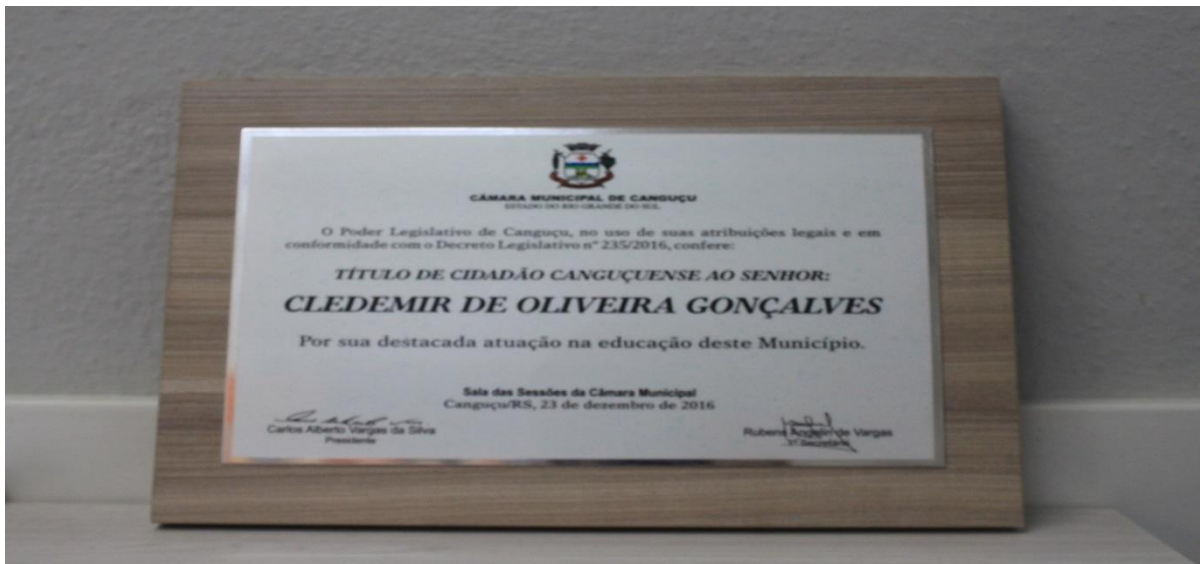 CÂMARA MUNICIPAL DE CANGUÇU
ESTADO DO RIO GRANDE DO SUL
O Poder Legislativo de Canguçu, no uso de suas atribuições legais e em
conformidade com o Decreto Legislativo nº 235/2016, confere:
TÍTULO DE CIDADÃO CANGUÇUENSE AO SENHOR:
CLEDEMIR DE OLIVEIRA GONÇALVES
Por sua destacada atuação na educação deste Município.
Sala das Sessões da Câmara Municipal
Canguçu/RS, 23 de dezembro de 2016
Carlos Alberto Vargas da Silva
Presidente
Rubens Angelin de Vargas
Secretário